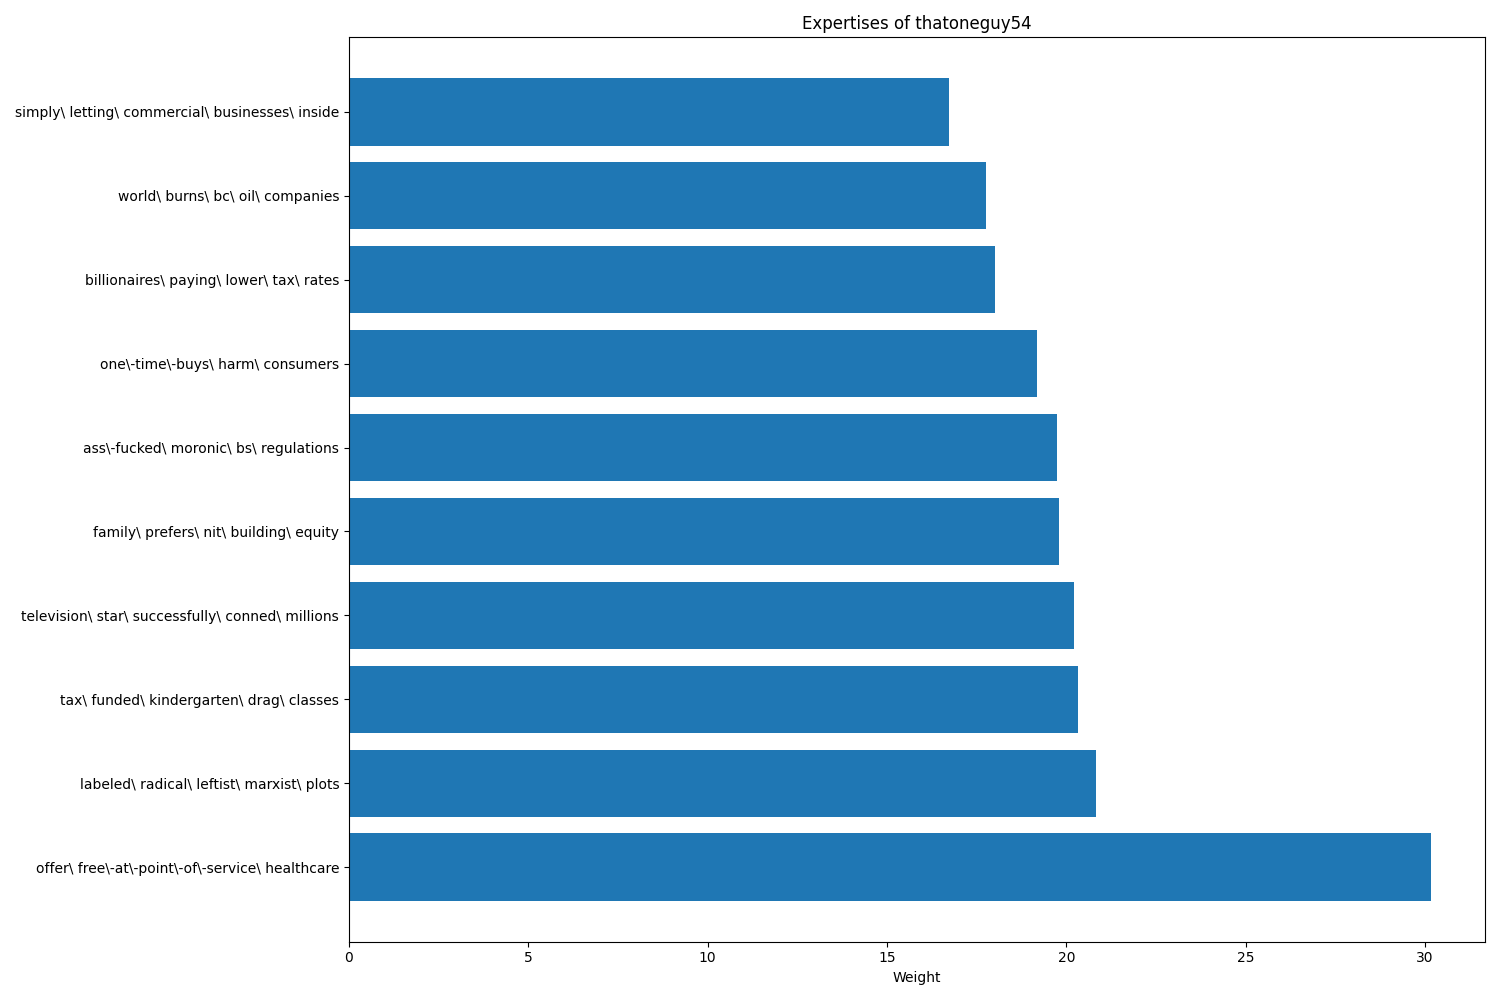 Expertises of thatoneguy54
simply\ letting\ commercial\ businesses\ inside
world\ burns\ bc\ oil\ companies
billionaires\ paying\ lower\ tax\ rates
one\-time\-buys\ harm\ consumers
ass\-fucked\ moronic\ bs\ regulations
family\ prefers\ nit\ building\ equity
television\ star\ successfully\ conned\ millions
tax\ funded\ kindergarten\ drag\ classes
labeled\ radical\ leftist\ marxist\ plots
offer\ free\-at\-point\-of\-service\ healthcare
0 5 10 15 20 25 30
Weight